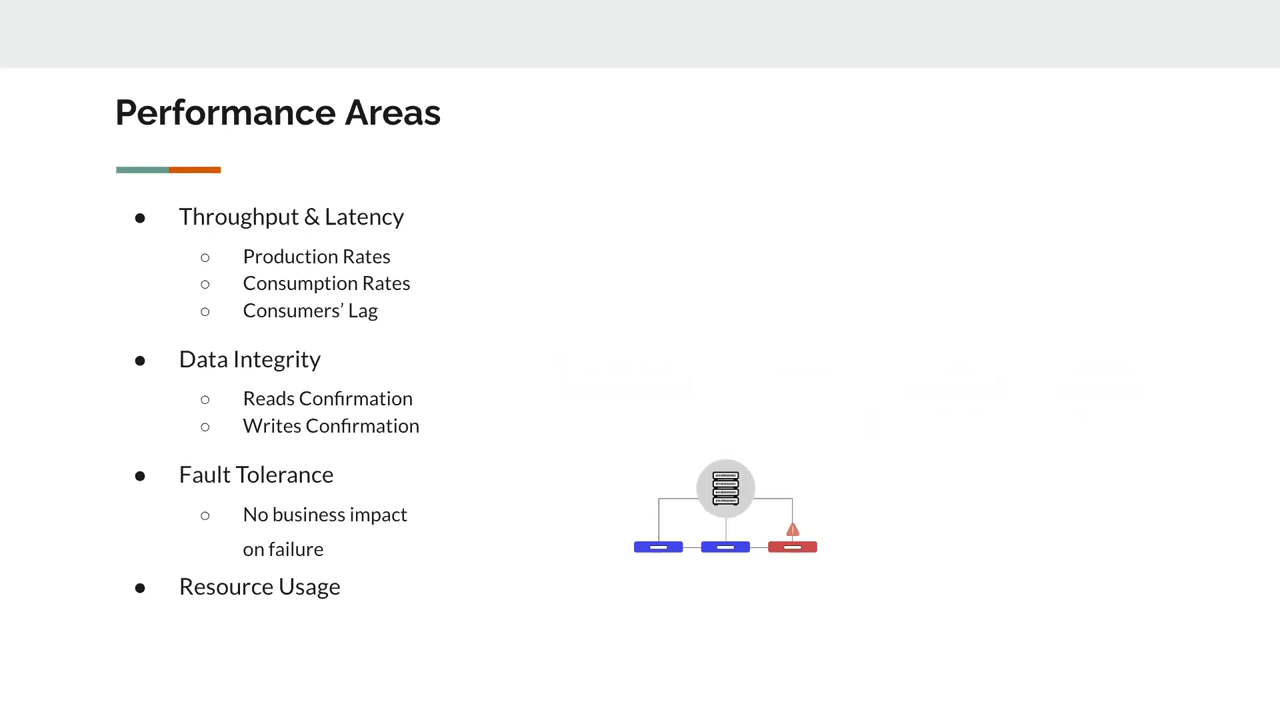 Performance Areas
● Throughput & Latency
○ Production Rates
○ Consumption Rates
○ Consumers’ Lag
● Data Integrity
○ Reads Confirmation
○ Writes Confirmation
● Fault Tolerance
○ No business impact
on failure
● Resource Usage